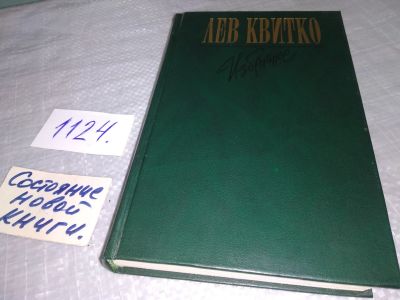 ЛЕВ КВИТКО
Избранное
1124.
Состояние
новой
книги.